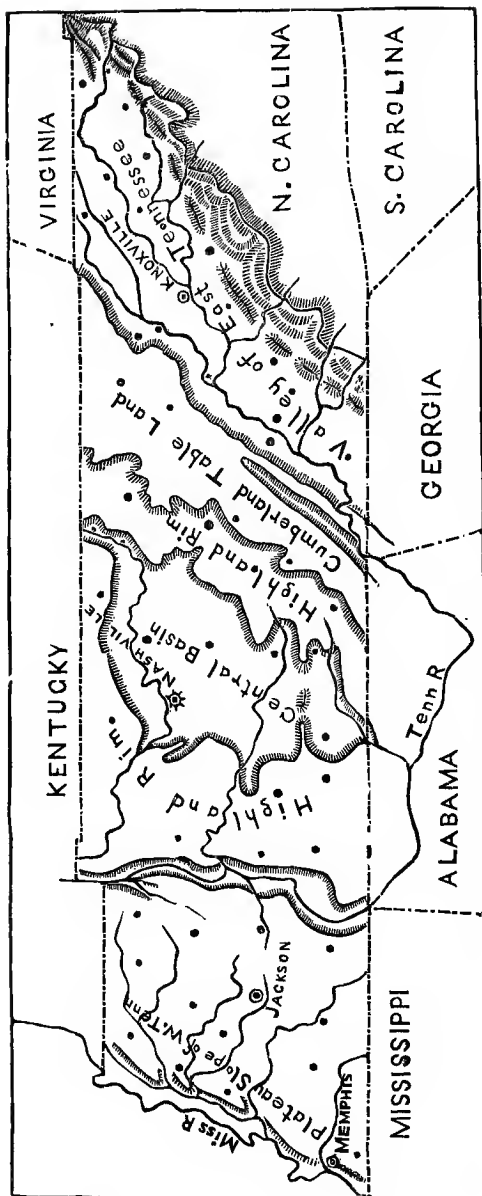 VIRGINIA
KENTUCKY
N. CAROLINA
S. CAROLINA
GEORGIA
ALABAMA
MISSISSIPPI
KNOXVILLE
Valley of East Tennessee
Cumberland Table Land
Highland Rim
Central Basin
NASHVILLE
Highland Rim
Tenn R
Plateau Slope of W. Tenn
JACKSON
Miss R
MEMPHIS